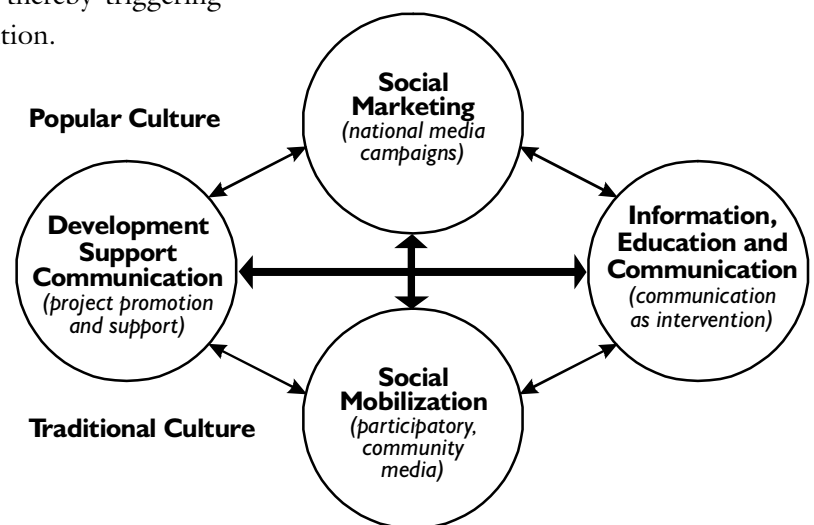 thereby triggering
tion.
Social
Marketing
(national media
campaigns)
Popular Culture
Development
Support
Communication
(project promotion
and support)
Information,
Education and
Communication
(communication
as intervention)
Social
Mobilization
(participatory,
community
media)
Traditional Culture